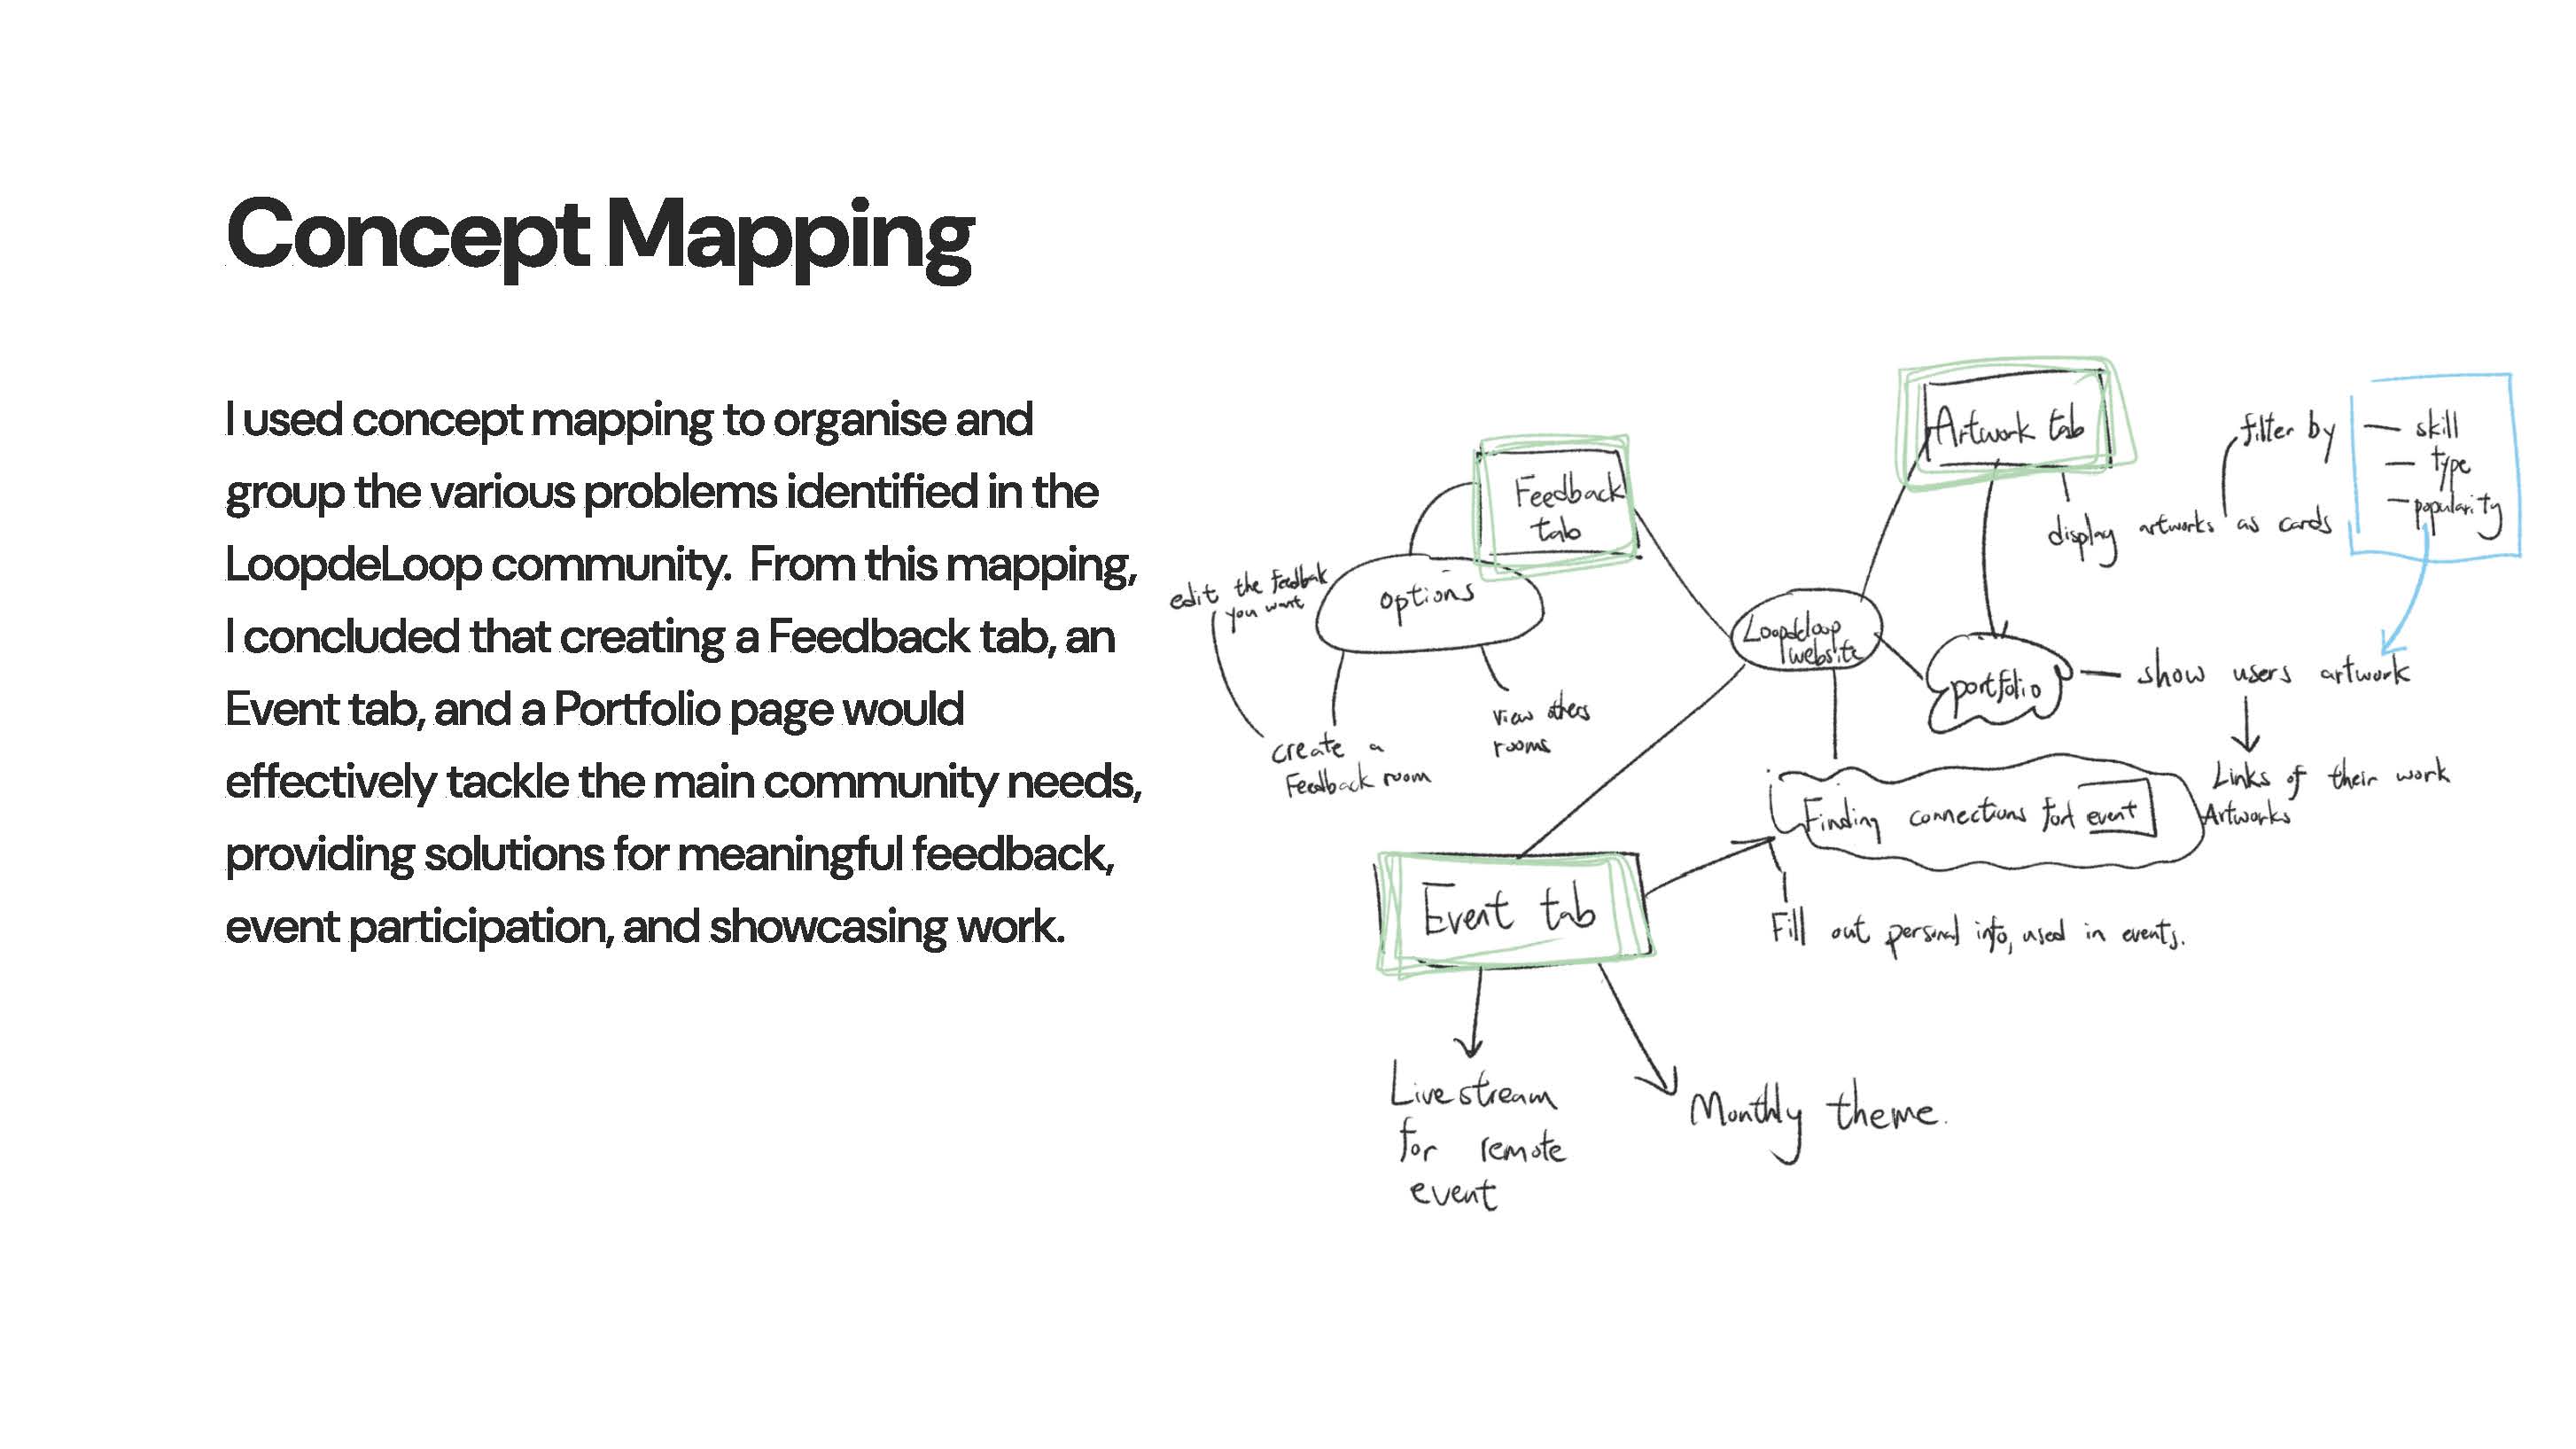 Concept Mapping
I used concept mapping to organise and
group the various problems identified in the
LoopdeLoop community.  From this mapping,
I concluded that creating a Feedback tab, an
Event tab, and a Portfolio page would
effectively tackle the main community needs,
providing solutions for meaningful feedback,
event participation, and showcasing work.
Artwork tab
filter by
— skill
— type
— popularity
display artworks as cards
Feedback
tab
options
edit the feedbak
you want
create a
Feedback room
view others
rooms
Loopdeloop
website
portfolio
— show users artwork
Links of their work
Artworks
Finding connections fort event
Fill out personal info, used in events.
Event tab
Livestream
for remote
event
Monthly theme.